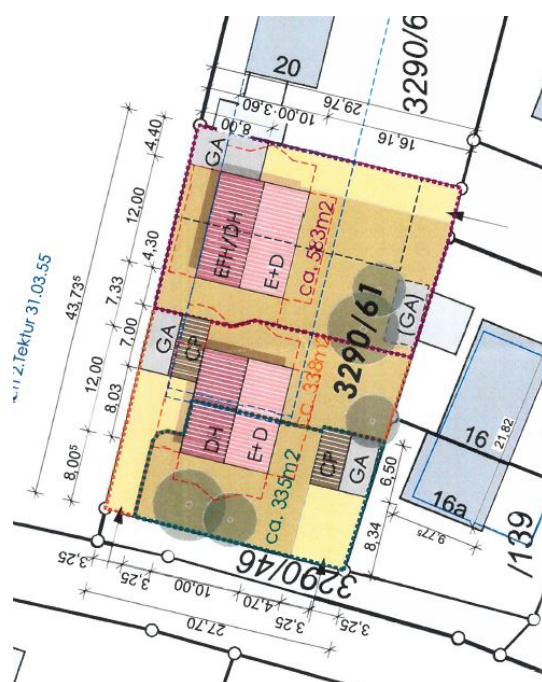 20
3290/6
29,76
10,00 3,60
8,00
16,16
4,40
GA
12,00
EFH/DH
E+D
ca. 583m2
4,30
7,33
GA
3290/61
43,73⁵
2.Tektur 31.03.55
7,00
GA
CP
ca. 338m2
12,00
8,03
DH
E+D
16
21,82
CP
GA
6,50
16a
8,00⁵
ca. 335m2
9,77⁵
8,34
/139
3290/46
3,25
3,25
10,00
4,70
3,25
3,25
27,70